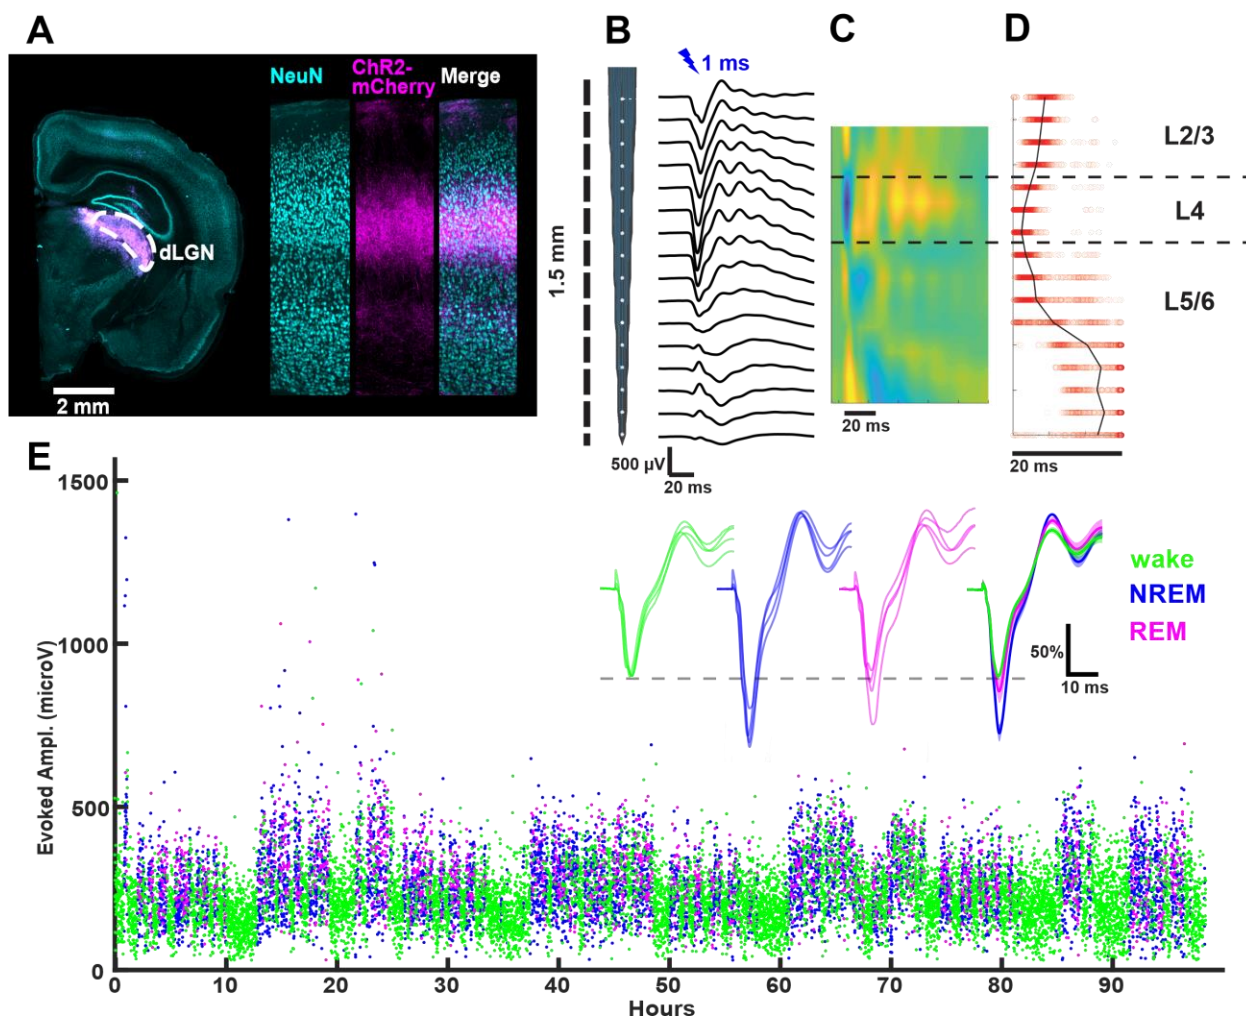 A
B
C
D
NeuN
ChR2-
mCherry
Merge
dLGN
2 mm
1.5 mm
1 ms
500 µV
20 ms
20 ms
20 ms
L2/3
L4
L5/6
E
1500
1000
500
0
Evoked Ampl. (microV)
wake
NREM
REM
50%
10 ms
0
10
20
30
40
50
60
70
80
90
Hours